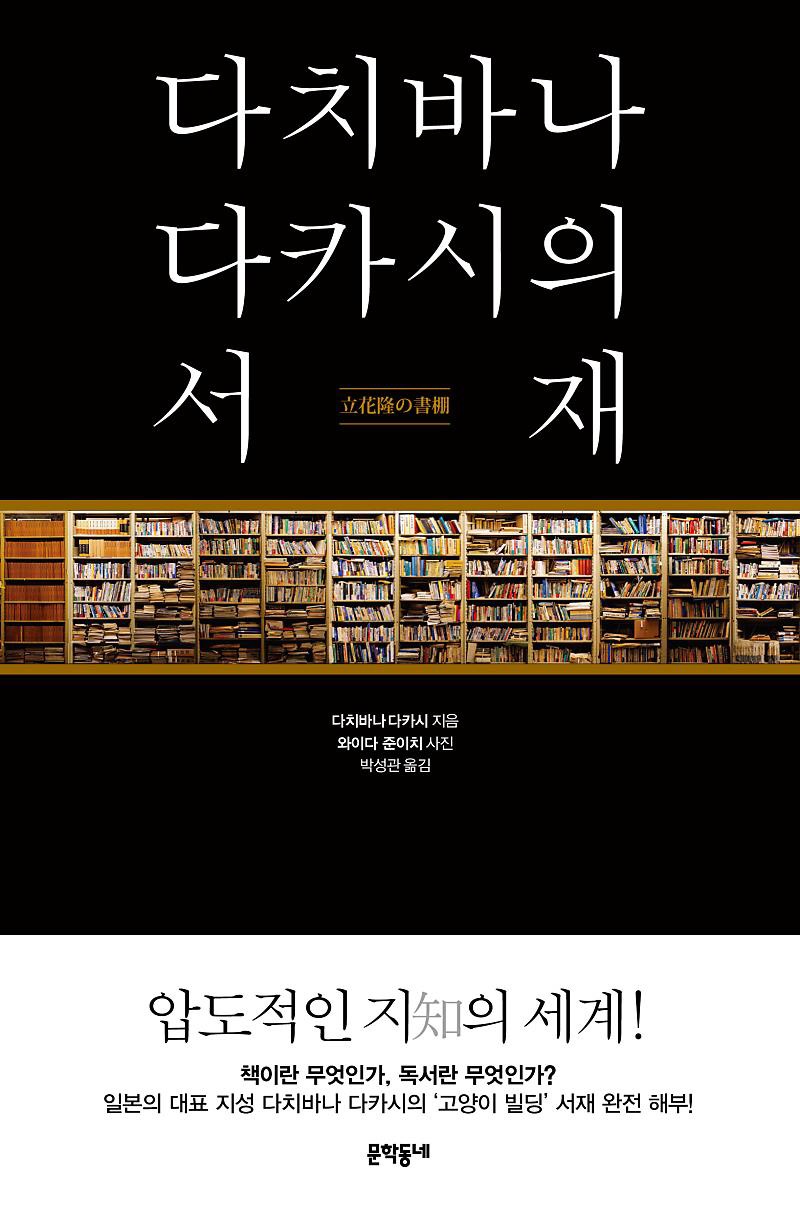 다치바나
다카시의
서재
立花隆の書棚
다치바나 다카시 지음
와이다 준이치 사진
박성관 옮김
압도적인 지知의 세계!
책이란 무엇인가, 독서란 무엇인가?
일본의 대표 지성 다치바나 다카시의 ‘고양이 빌딩’ 서재 완전 해부!
문학동네